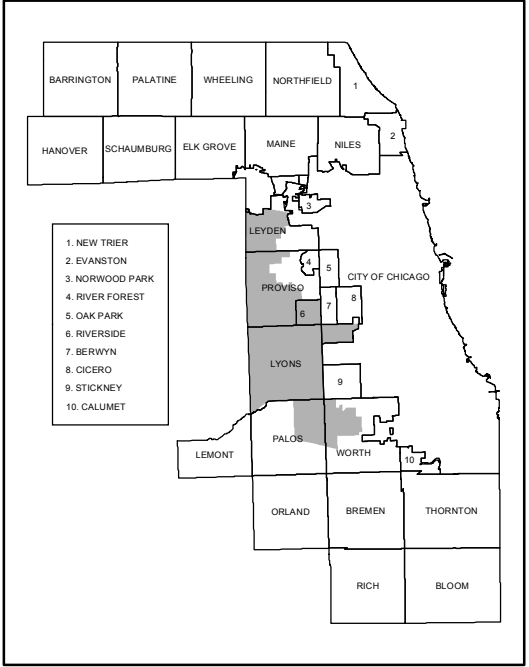 BARRINGTON PALATINE WHEELING NORTHFIELD 1
HANOVER SCHAUMBURG ELK GROVE MAINE NILES 2
3
LEYDEN
1. NEW TRIER
2. EVANSTON
3. NORWOOD PARK
4. RIVER FOREST
5. OAK PARK
6. RIVERSIDE
7. BERWYN
8. CICERO
9. STICKNEY
10. CALUMET
4 5 CITY OF CHICAGO
PROVISO
6 7 8
LYONS
9
PALOS
LEMONT WORTH 10
ORLAND BREMEN THORNTON
RICH BLOOM